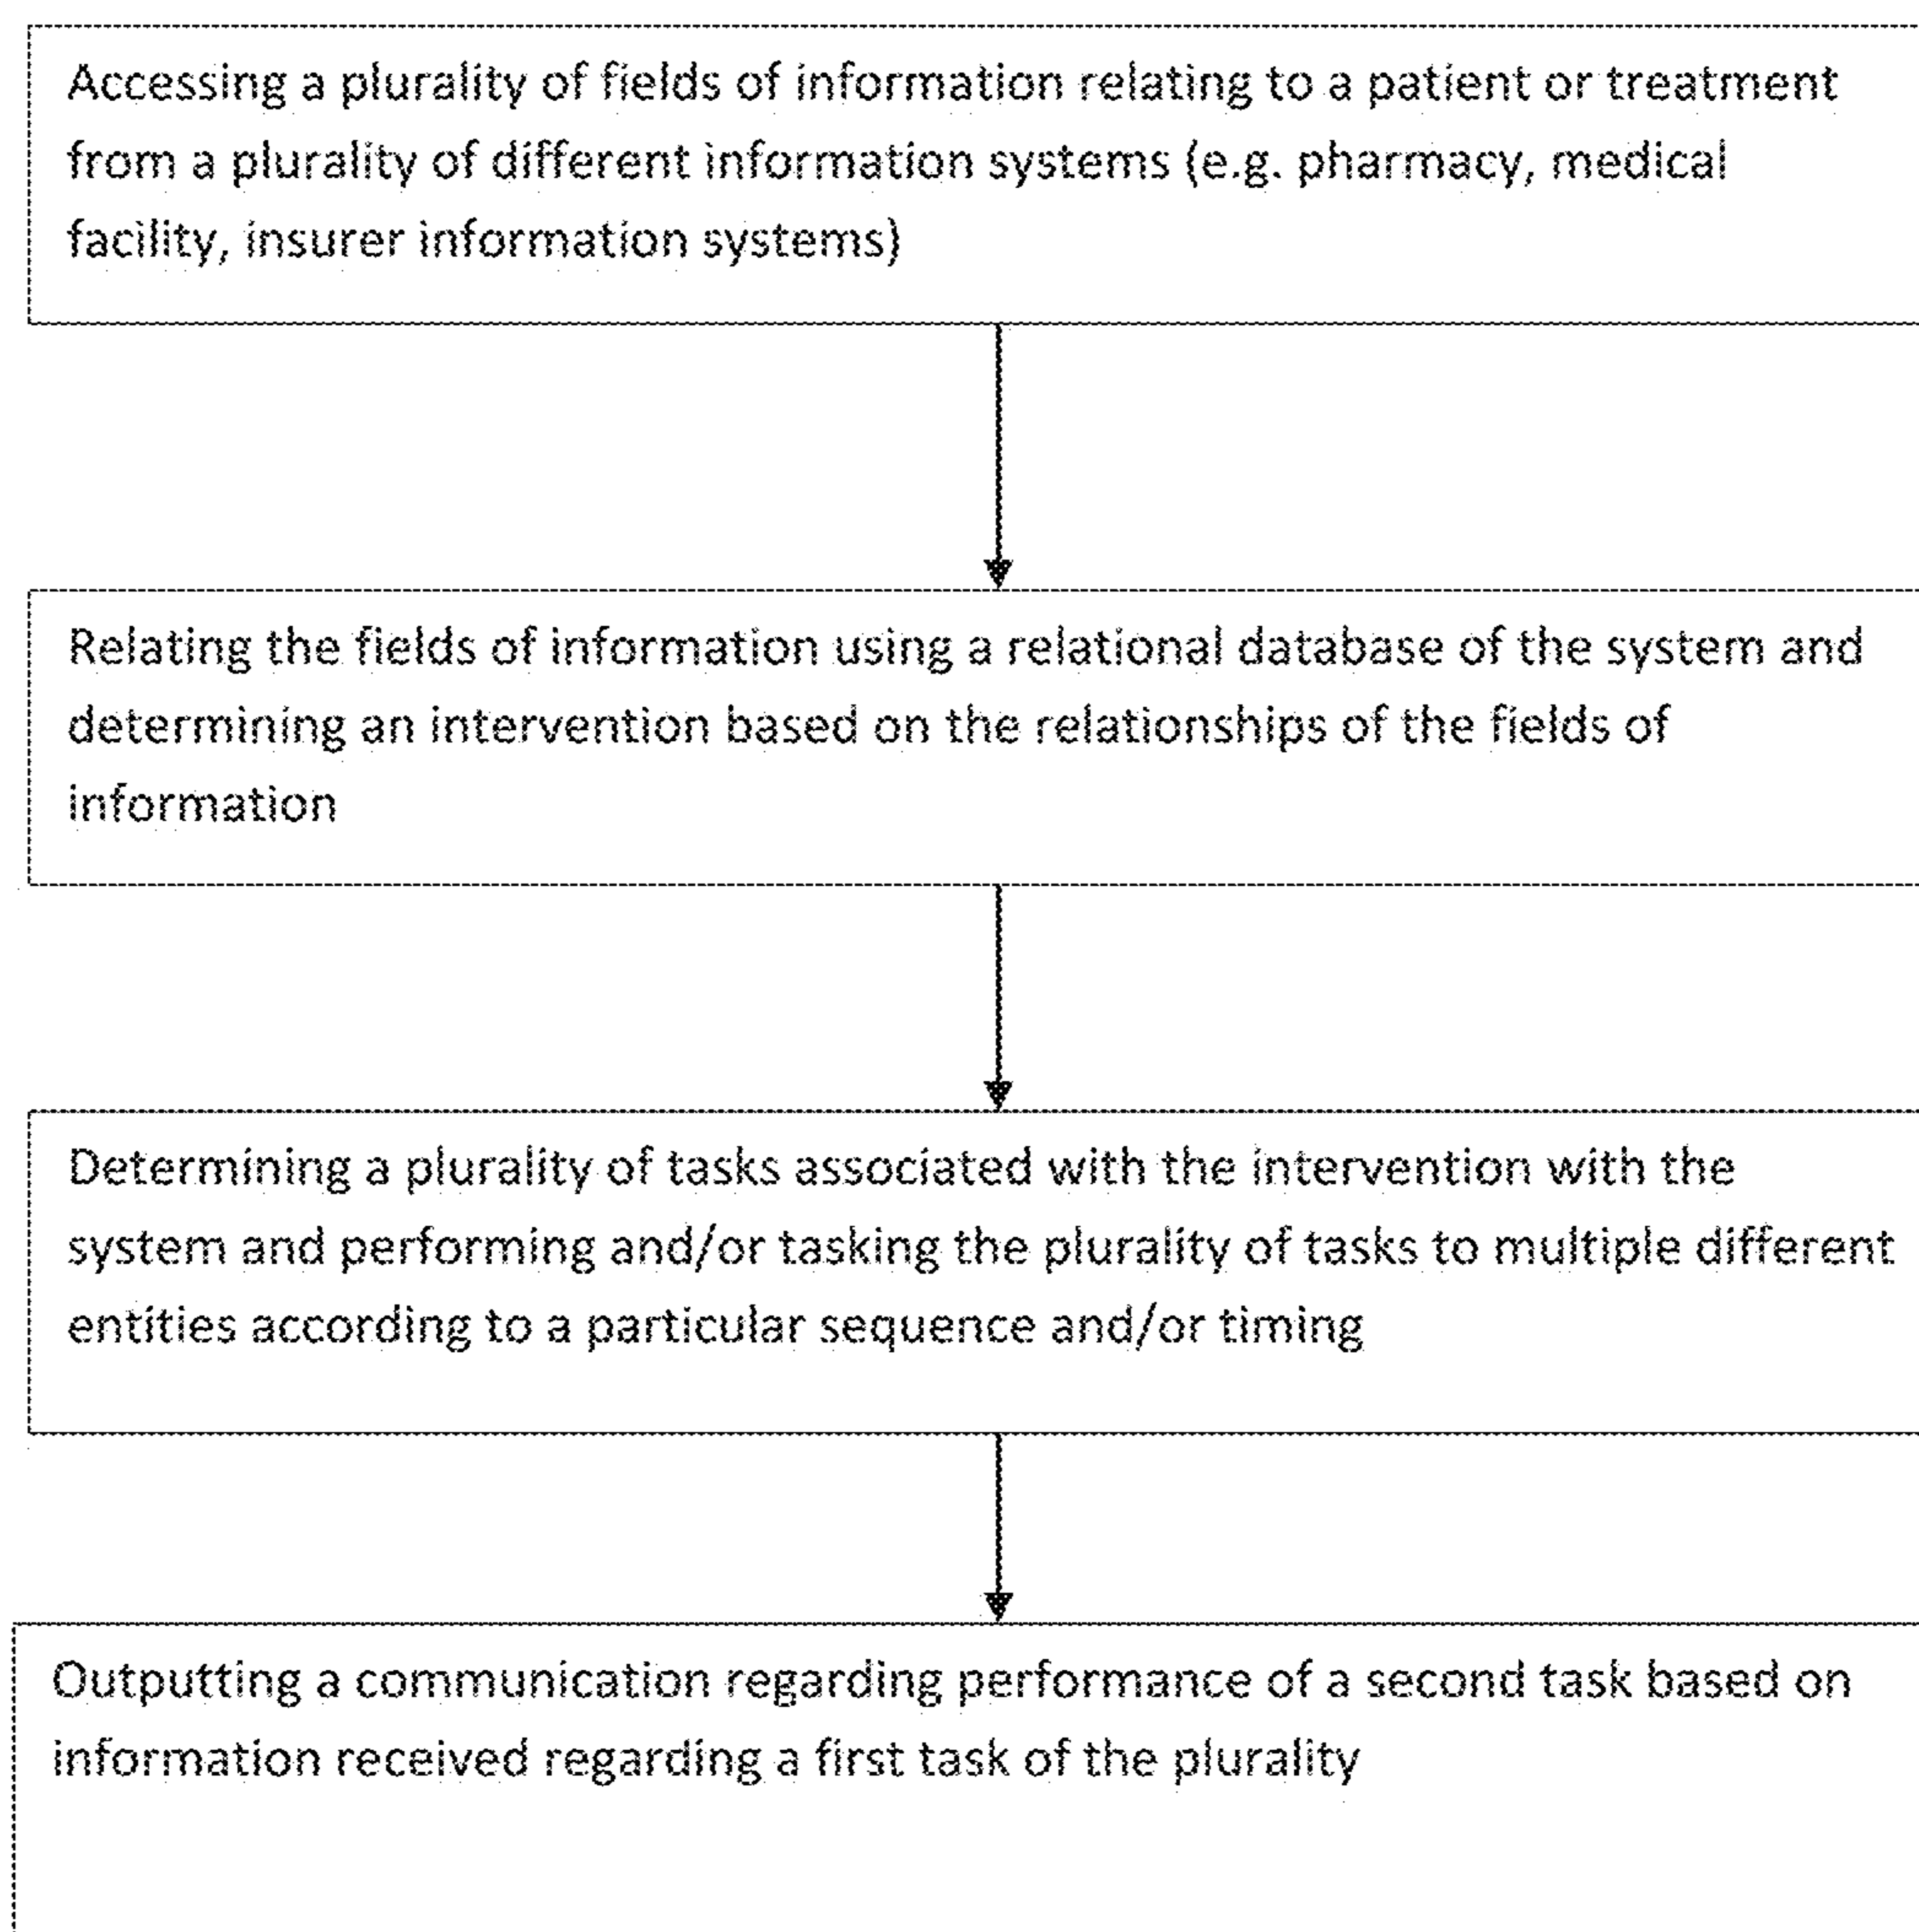 Accessing a plurality of fields of information relating to a patient or treatment
from a plurality of different information systems (e.g. pharmacy, medical
facility, insurer information systems)
Relating the fields of information using a relational database of the system and
determining an intervention based on the relationships of the fields of
information
Determining a plurality of tasks associated with the intervention with the
system and performing and/or tasking the plurality of tasks to multiple different
entities according to a particular sequence and/or timing
Outputting a communication regarding performance of a second task based on
information received regarding a first task of the plurality